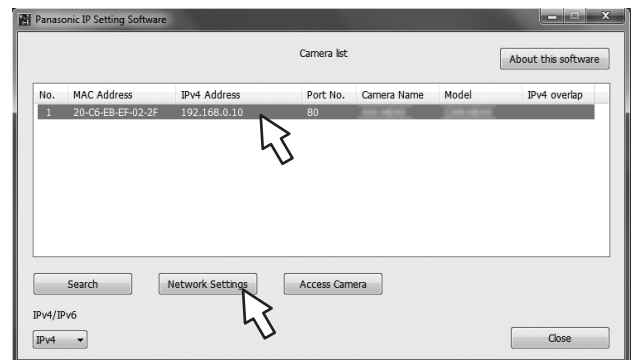 Panasonic IP Setting Software
Camera list
About this software
No. MAC Address IPv4 Address Port No. Camera Name Model IPv4 overlap
1 20-C6-EB-EF-02-2F 192.168.0.10 80
Search Network Settings Access Camera
IPv4/IPv6
IPv4
Close